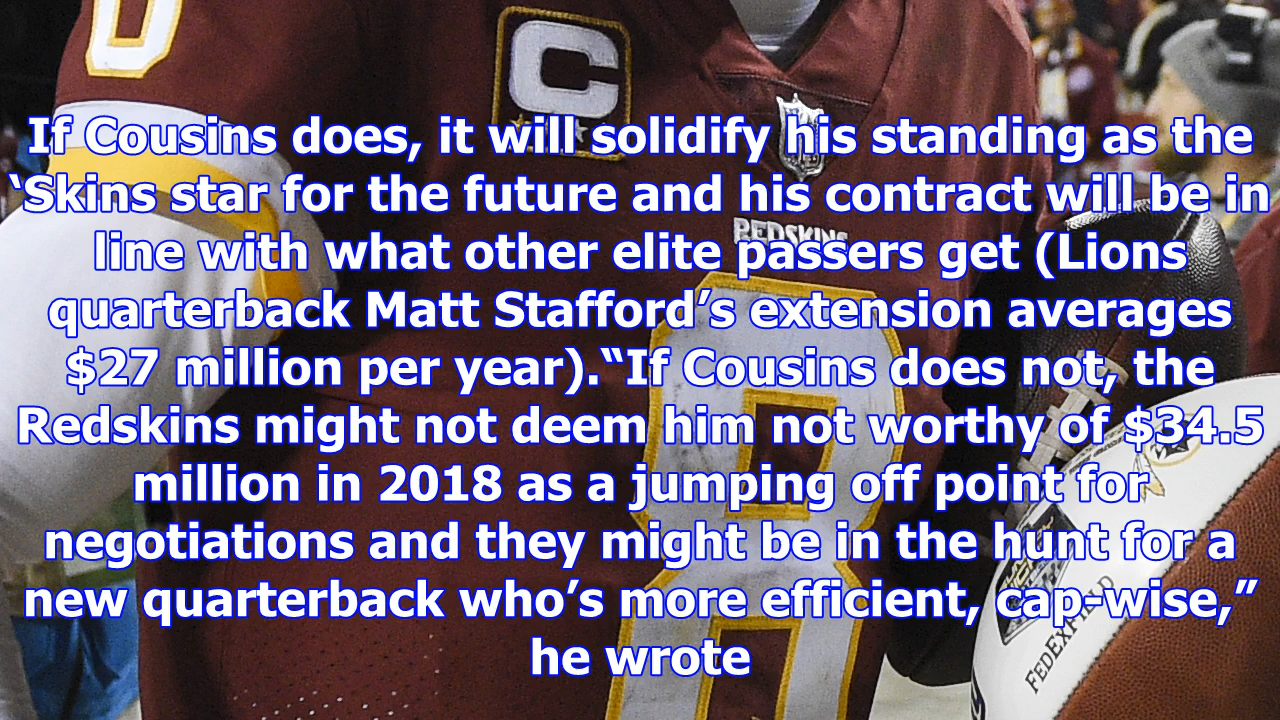 If Cousins does, it will solidify his standing as the
‘Skins star for the future and his contract will be in
line with what other elite passers get (Lions
quarterback Matt Stafford’s extension averages
$27 million per year).“If Cousins does not, the
Redskins might not deem him not worthy of $34.5
million in 2018 as a jumping off point for
negotiations and they might be in the hunt for a
new quarterback who’s more efficient, cap-wise,”
he wrote
C
REDSKINS
8
FEDEXFIELD